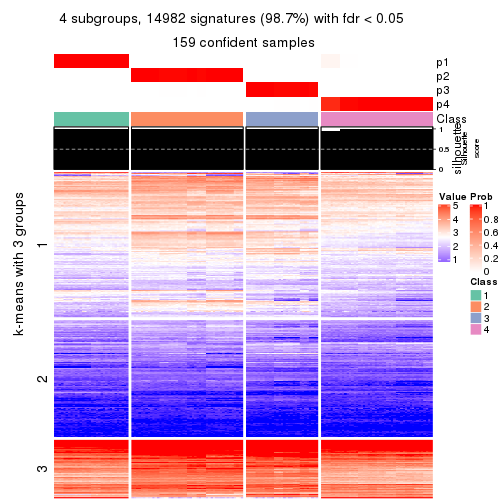 4 subgroups, 14982 signatures (98.7%) with fdr < 0.05
159 confident samples
p1
p2
p3
p4
Class
1
0.5
0
silhouette
Silhouette
score
k-means with 3 groups
1
2
3
Value
5
4
3
2
1
Prob
1
0.8
0.6
0.4
0.2
0
Class
1
2
3
4